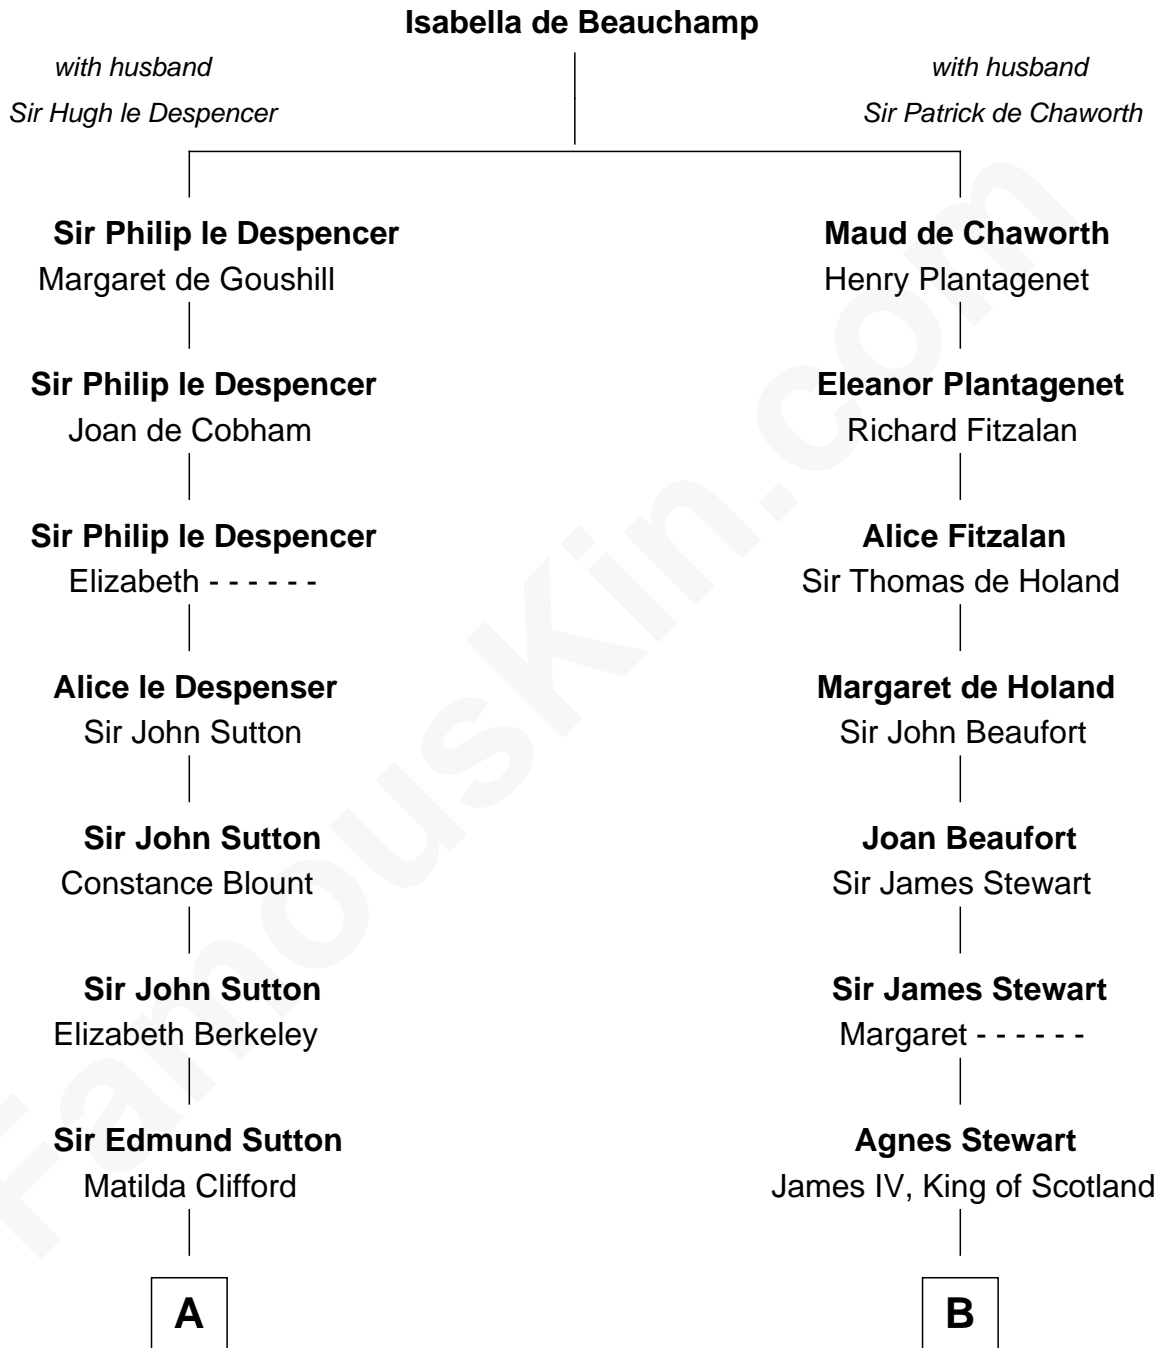 Isabella de Beauchamp
with husband
Sir Hugh le Despencer
with husband
Sir Patrick de Chaworth
Sir Philip le Despencer
Margaret de Goushill
Maud de Chaworth
Henry Plantagenet
Sir Philip le Despencer
Joan de Cobham
Eleanor Plantagenet
Richard Fitzalan
Sir Philip le Despencer
Elizabeth - - - - - -
Alice Fitzalan
Sir Thomas de Holand
Alice le Despenser
Sir John Sutton
Margaret de Holand
Sir John Beaufort
Sir John Sutton
Constance Blount
Joan Beaufort
Sir James Stewart
Sir John Sutton
Elizabeth Berkeley
Sir James Stewart
Margaret - - - - - -
Sir Edmund Sutton
Matilda Clifford
Agnes Stewart
James IV, King of Scotland
A
B
FamousKin.com